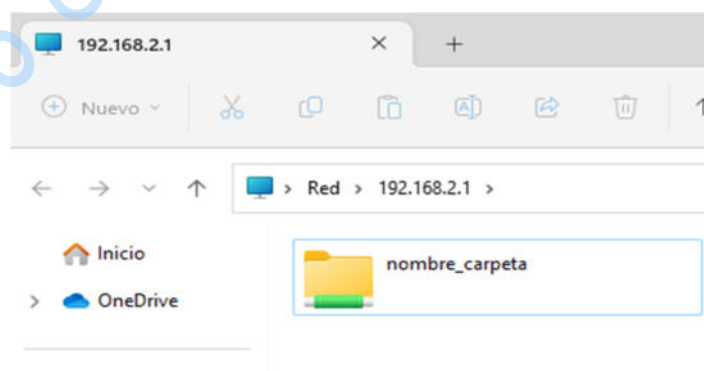 192.168.2.1
Nuevo
Red > 192.168.2.1 >
Inicio
nombre_carpeta
> OneDrive